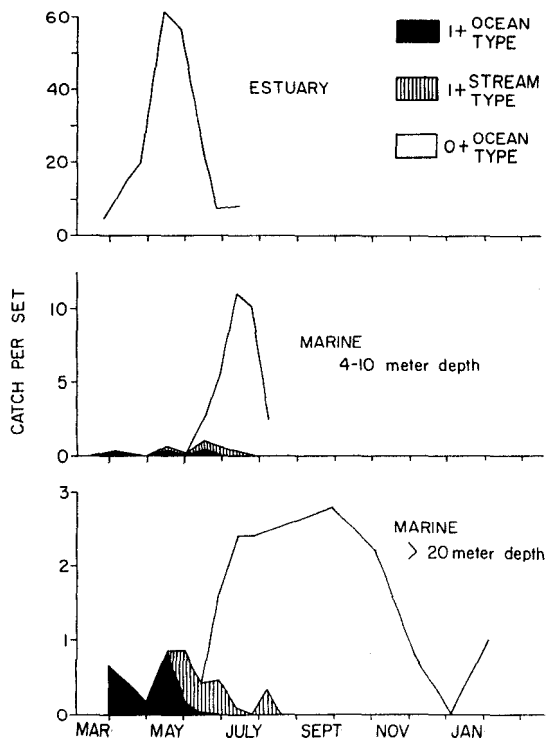 CATCH PER SET
60
40
20
0
ESTUARY
1+ OCEAN TYPE
1+ STREAM TYPE
0+ OCEAN TYPE
10
5
0
MARINE
4-10 meter depth
3
2
1
0
MARINE
> 20 meter depth
MAR MAY JULY SEPT NOV JAN